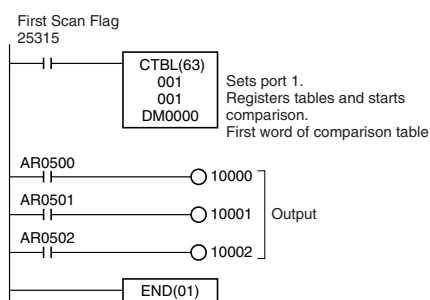 First Scan Flag
25315
CTBL(63)
001
001
DM0000
Sets port 1.
Registers tables and starts
comparison.
First word of comparison table
AR0500
10000
AR0501
10001
Output
AR0502
10002
END(01)